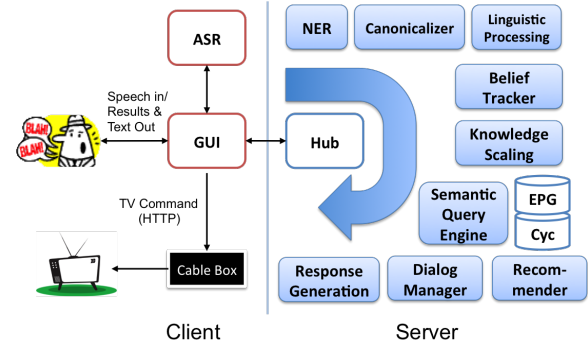 ASR
NER
Canonicalizer
Linguistic
Processing
Speech in/
Results &
Text Out
Belief
Tracker
BLAH!
BLAH!
GUI
Hub
Knowledge
Scaling
TV Command
(HTTP)
Semantic
Query
Engine
EPG
Cyc
Cable Box
Response
Generation
Dialog
Manager
Recom-
mender
Client
Server